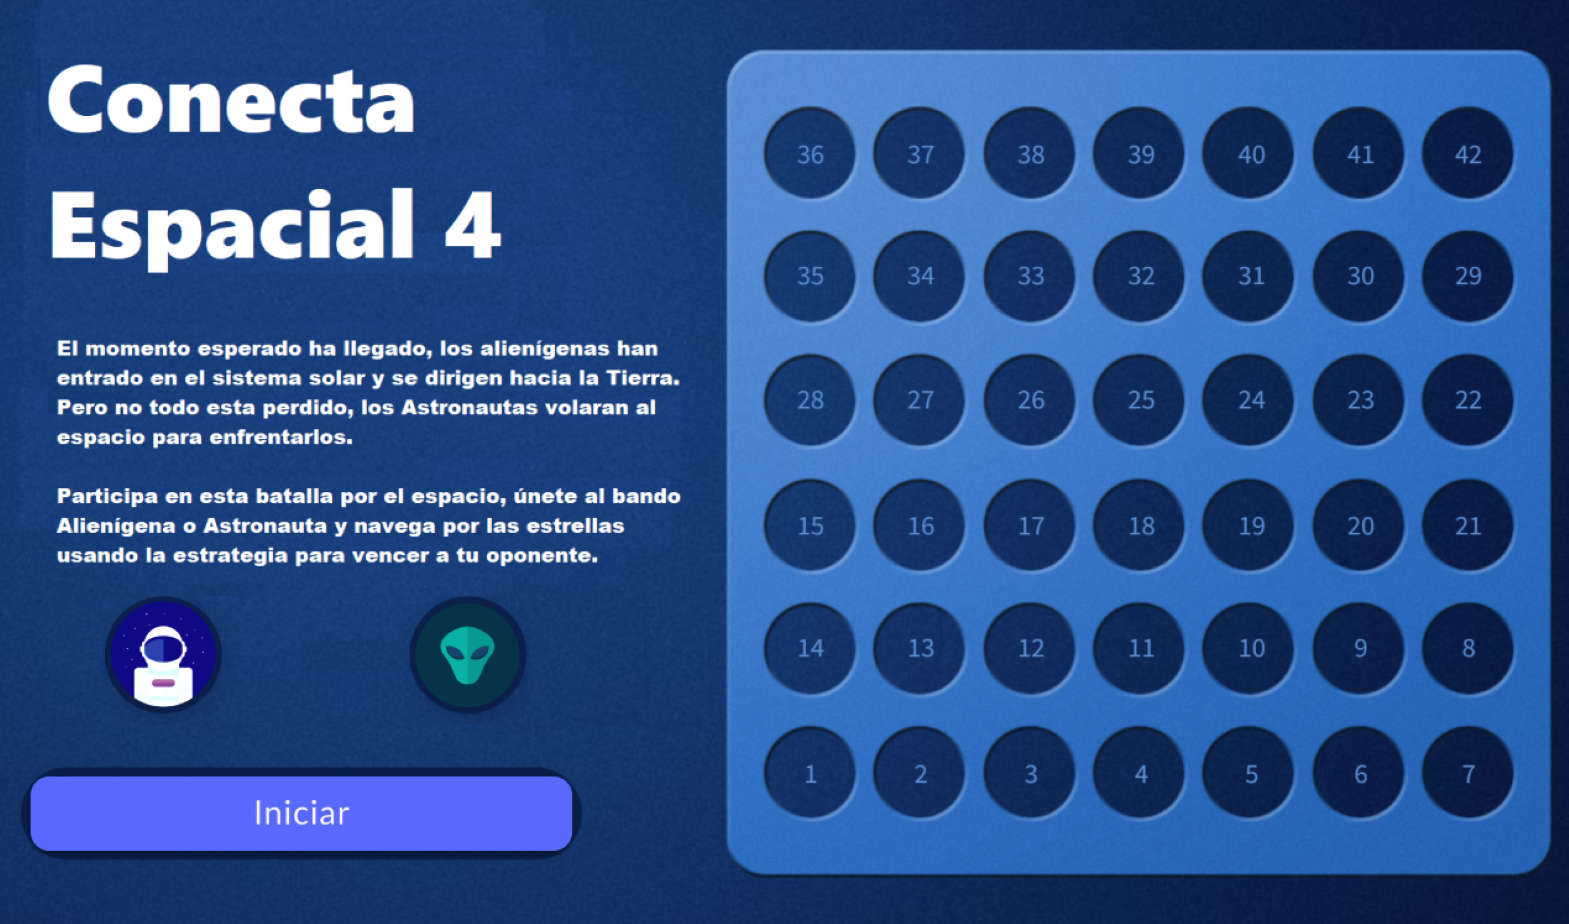 Conecta
Espacial 4
El momento esperado ha llegado, los alienígenas han
entrado en el sistema solar y se dirigen hacia la Tierra.
Pero no todo esta perdido, los Astronautas volaran al
espacio para enfrentarlos.
Participa en esta batalla por el espacio, únete al bando
Alienígena o Astronauta y navega por las estrellas
usando la estrategia para vencer a tu oponente.
Iniciar
36 37 38 39 40 41 42
35 34 33 32 31 30 29
28 27 26 25 24 23 22
15 16 17 18 19 20 21
14 13 12 11 10 9 8
1 2 3 4 5 6 7